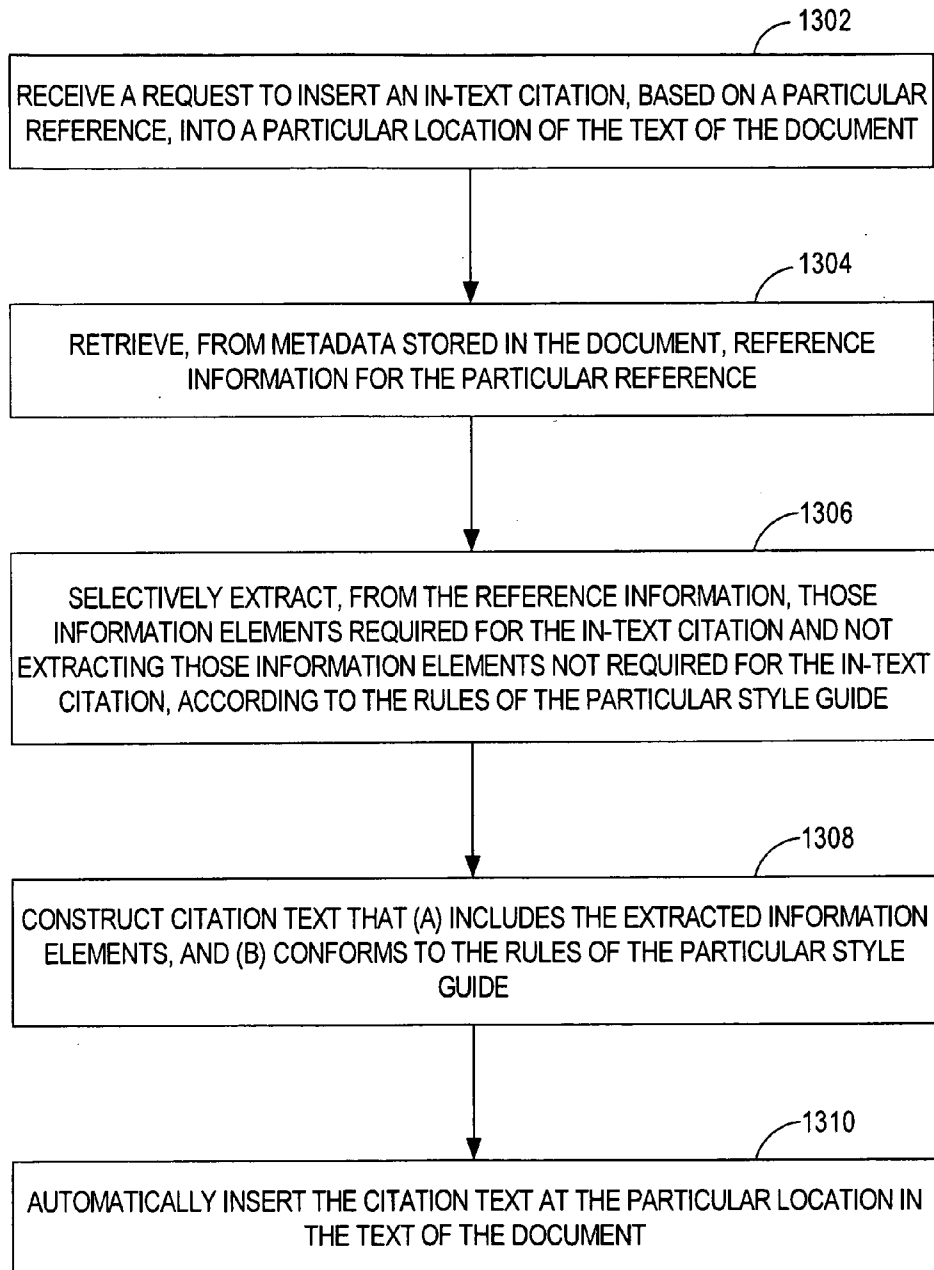 1302
RECEIVE A REQUEST TO INSERT AN IN-TEXT CITATION, BASED ON A PARTICULAR
REFERENCE, INTO A PARTICULAR LOCATION OF THE TEXT OF THE DOCUMENT
1304
RETRIEVE, FROM METADATA STORED IN THE DOCUMENT, REFERENCE
INFORMATION FOR THE PARTICULAR REFERENCE
1306
SELECTIVELY EXTRACT, FROM THE REFERENCE INFORMATION, THOSE
INFORMATION ELEMENTS REQUIRED FOR THE IN-TEXT CITATION AND NOT
EXTRACTING THOSE INFORMATION ELEMENTS NOT REQUIRED FOR THE IN-TEXT
CITATION, ACCORDING TO THE RULES OF THE PARTICULAR STYLE GUIDE
1308
CONSTRUCT CITATION TEXT THAT (A) INCLUDES THE EXTRACTED INFORMATION
ELEMENTS, AND (B) CONFORMS TO THE RULES OF THE PARTICULAR STYLE
GUIDE
1310
AUTOMATICALLY INSERT THE CITATION TEXT AT THE PARTICULAR LOCATION IN
THE TEXT OF THE DOCUMENT